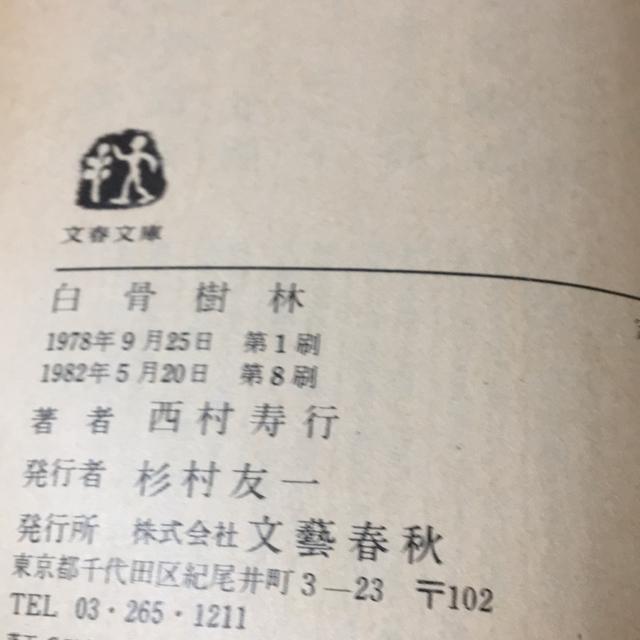 文春文庫
白骨樹林
1978年9月25日 第1刷
1982年5月20日 第8刷
著者 西村寿行
発行者 杉村友一
発行所 株式会社 文藝春秋
東京都千代田区紀尾井町3―23 〒102
TEL 03・265・1211